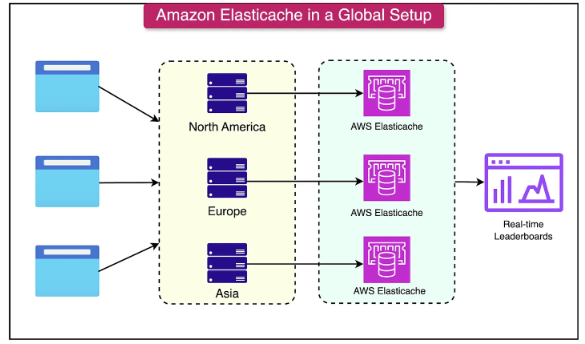 Amazon Elasticache in a Global Setup
North America
AWS Elasticache
Europe
AWS Elasticache
Asia
AWS Elasticache
Real-time
Leaderboards